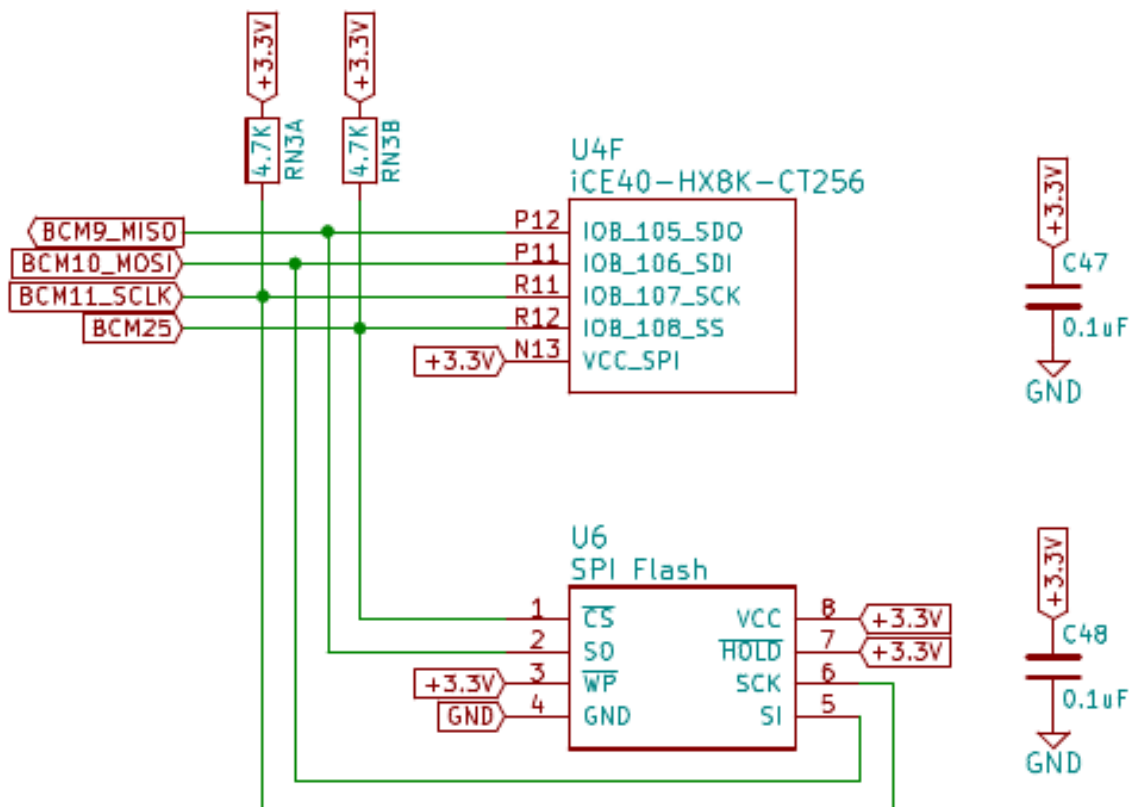 +3.3V
+3.3V
4.7K
RN3A
4.7K
RN3B
U4F
iCE40-HX8K-CT256
BCM9_MISO
P12
IOB_105_SDO
BCM10_MOSI
P11
IOB_106_SDI
BCM11_SCLK
R11
IOB_107_SCK
BCM25
R12
IOB_108_SS
+3.3V
N13
VCC_SPI
+3.3V
C47
0.1uF
GND
U6
SPI Flash
1
CS
VCC
8
+3.3V
2
SO
HOLD
7
+3.3V
+3.3V
3
WP
SCK
6
GND
4
GND
SI
5
+3.3V
C48
0.1uF
GND